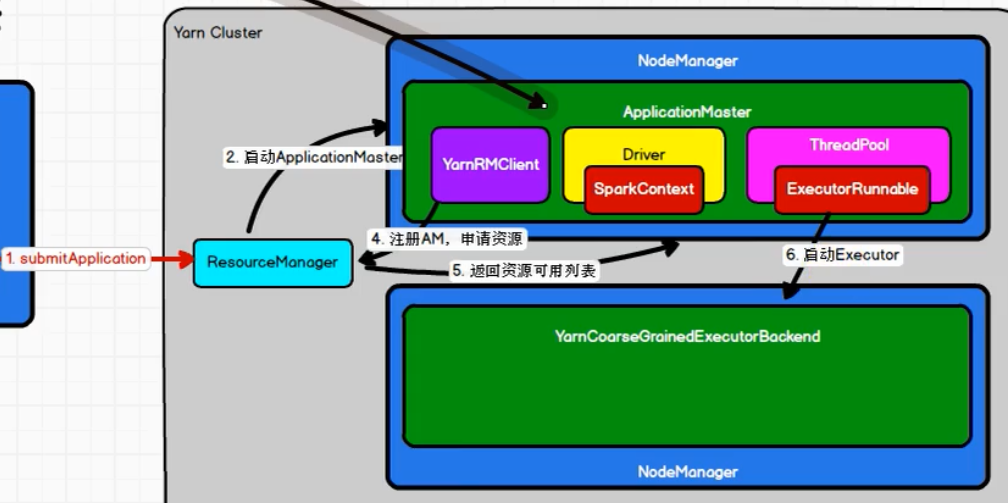 Yarn Cluster
NodeManager
ApplicationMaster
YarnRMClient
Driver
SparkContext
ThreadPool
ExecutorRunnable
2. 启动ApplicationMaster
1. submitApplication
ResourceManager
4. 注册AM，申请资源
5. 返回资源可用列表
6. 启动Executor
YarnCoarseGrainedExecutorBackend
NodeManager